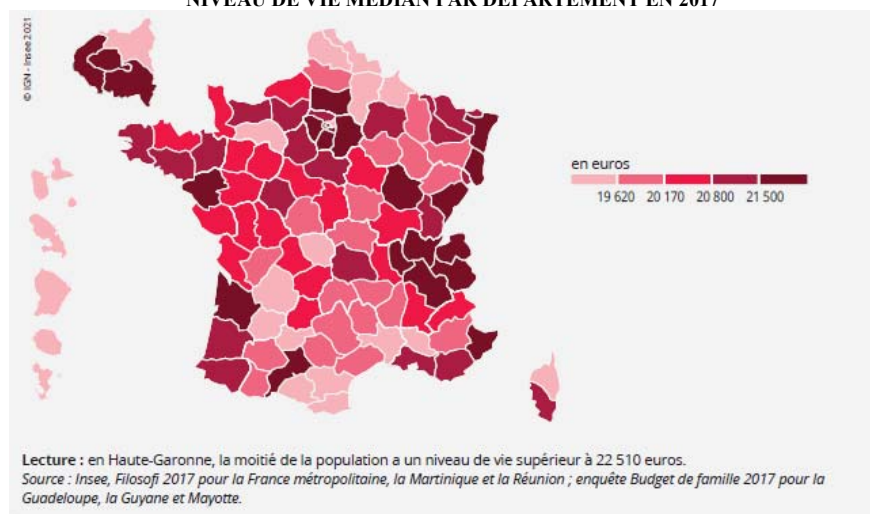 NIVEAU DE VIE MEDIAN PAR DEPARTEMENT EN 2017
© IGN - Insee 2021
en euros
19 620 20 170 20 800 21 500
Lecture : en Haute-Garonne, la moitié de la population a un niveau de vie supérieur à 22 510 euros.
Source : Insee, Filosofi 2017 pour la France métropolitaine, la Martinique et la Réunion ; enquête Budget de famille 2017 pour la
Guadeloupe, la Guyane et Mayotte.